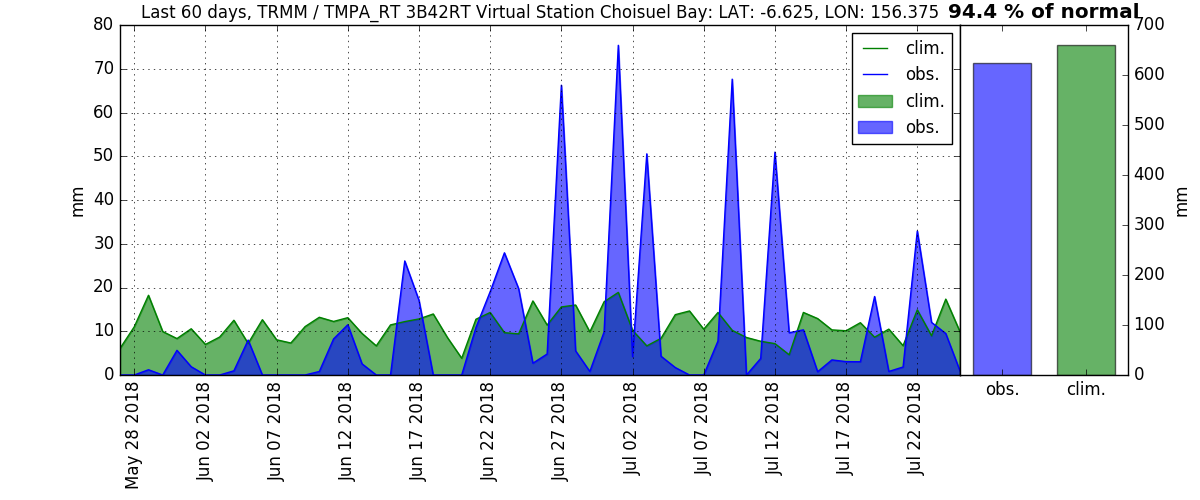 Last 60 days, TRMM / TMPA_RT 3B42RT Virtual Station Choisuel Bay: LAT: -6.625, LON: 156.375 94.4 % of normal
80
70
60
50
40
30
20
10
0
mm
clim.
obs.
clim.
obs.
700
600
500
400
300
200
100
0
mm
May 28 2018
Jun 02 2018
Jun 07 2018
Jun 12 2018
Jun 17 2018
Jun 22 2018
Jun 27 2018
Jul 02 2018
Jul 07 2018
Jul 12 2018
Jul 17 2018
Jul 22 2018
obs.
clim.